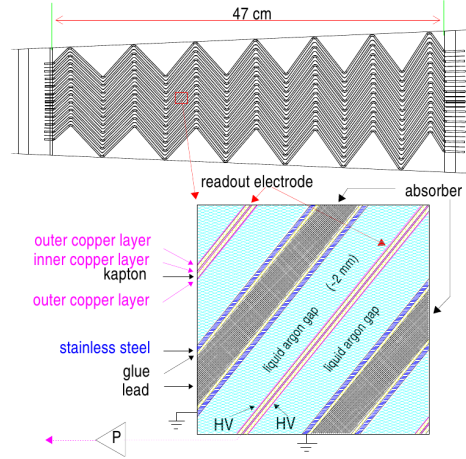 47 cm
readout electrode
absorber
outer copper layer
inner copper layer
kapton
outer copper layer
(~2 mm)
liquid argon gap
liquid argon gap
stainless steel
glue
lead
HV
HV
P